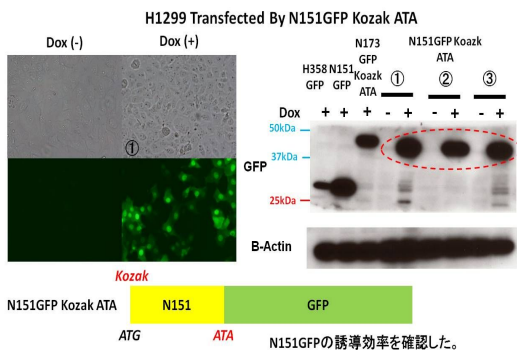 H1299 Transfected By N151GFP Kozak ATA
Dox (-)
Dox (+)
①
H358 GFP
N151 GFP
N173 GFP Koazk ATA
N151GFP Koazk ATA
① ② ③
Dox + + + - + - + - +
50kDa
37kDa
GFP
25kDa
B-Actin
Kozak
N151GFP Kozak ATA
N151
GFP
ATG
ATA
N151GFPの誘導効率を確認した。